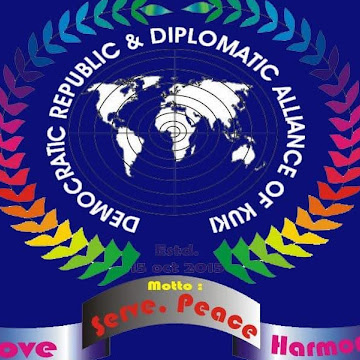 DEMOCRATIC REPUBLIC & DIPLOMATIC ALLIANCE OF KUKI
Estd.
15 oct 2015
Motto :
ove Serve. Peace Harmo